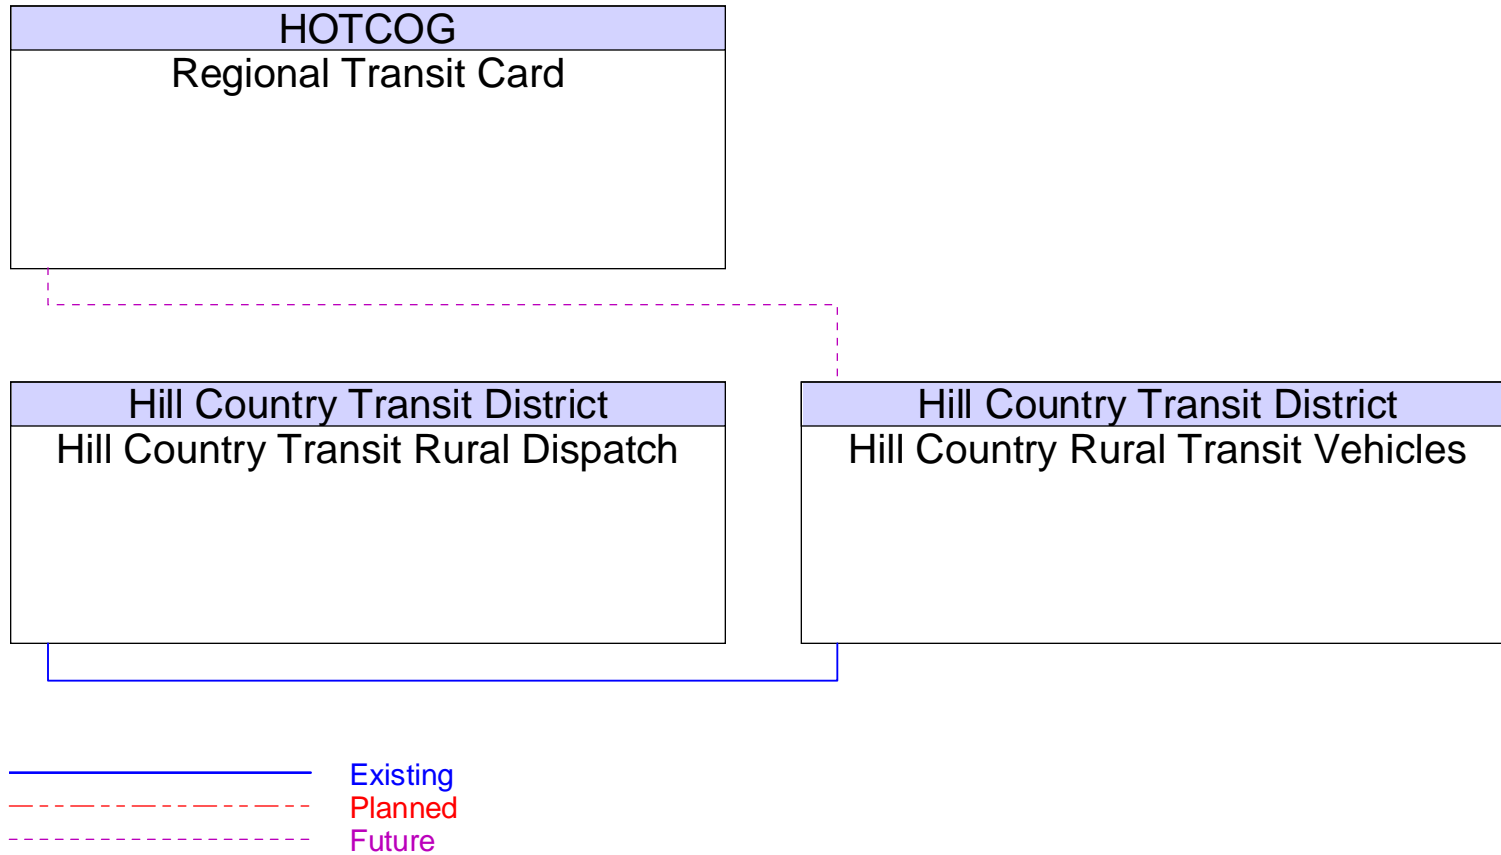 HOTCOG
Regional Transit Card
Hill Country Transit District
Hill Country Transit Rural Dispatch
Hill Country Transit District
Hill Country Rural Transit Vehicles
Existing
Planned
Future